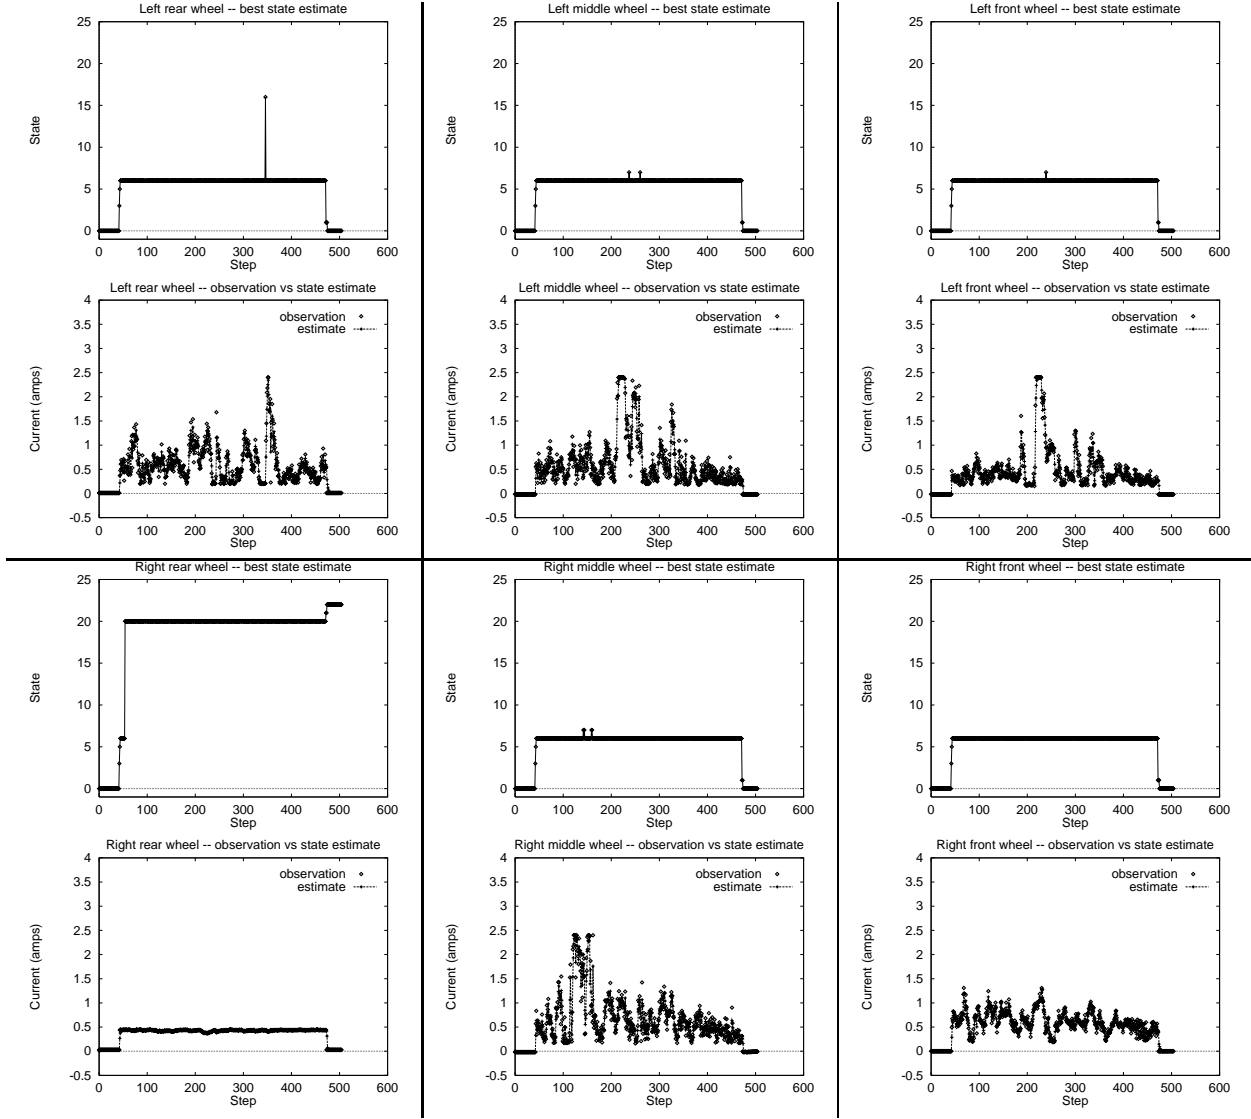 Left rear wheel -- best state estimate
25
20
15
10
5
0
State
0 100 200 300 400 500 600
Step
Left rear wheel -- observation vs state estimate
4
3.5
3
2.5
2
1.5
1
0.5
0
-0.5
Current (amps)
observation
estimate
0 100 200 300 400 500 600
Step
Left middle wheel -- best state estimate
25
20
15
10
5
0
State
0 100 200 300 400 500 600
Step
Left middle wheel -- observation vs state estimate
4
3.5
3
2.5
2
1.5
1
0.5
0
-0.5
Current (amps)
observation
estimate
0 100 200 300 400 500 600
Step
Left front wheel -- best state estimate
25
20
15
10
5
0
State
0 100 200 300 400 500 600
Step
Left front wheel -- observation vs state estimate
4
3.5
3
2.5
2
1.5
1
0.5
0
-0.5
Current (amps)
observation
estimate
0 100 200 300 400 500 600
Step
Right rear wheel -- best state estimate
25
20
15
10
5
0
State
0 100 200 300 400 500 600
Step
Right rear wheel -- observation vs state estimate
4
3.5
3
2.5
2
1.5
1
0.5
0
-0.5
Current (amps)
observation
estimate
0 100 200 300 400 500 600
Step
Right middle wheel -- best state estimate
25
20
15
10
5
0
State
0 100 200 300 400 500 600
Step
Right middle wheel -- observation vs state estimate
4
3.5
3
2.5
2
1.5
1
0.5
0
-0.5
Current (amps)
observation
estimate
0 100 200 300 400 500 600
Step
Right front wheel -- best state estimate
25
20
15
10
5
0
State
0 100 200 300 400 500 600
Step
Right front wheel -- observation vs state estimate
4
3.5
3
2.5
2
1.5
1
0.5
0
-0.5
Current (amps)
observation
estimate
0 100 200 300 400 500 600
Step